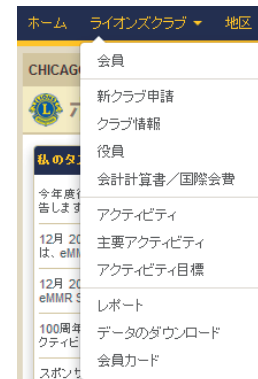 ホーム ライオンズクラブ 地区
会員
CHICAG
新クラブ申請
クラブ情報
役員
私のタ
会計計算書／国際会費
今年度
告しま
アクティビティ
12月 20
主要アクティビティ
は、eMM
アクティビティ目標
12月 20
eMMR S
レポート
100周年
データのダウンロード
クティビ
会員カード
スポンサ